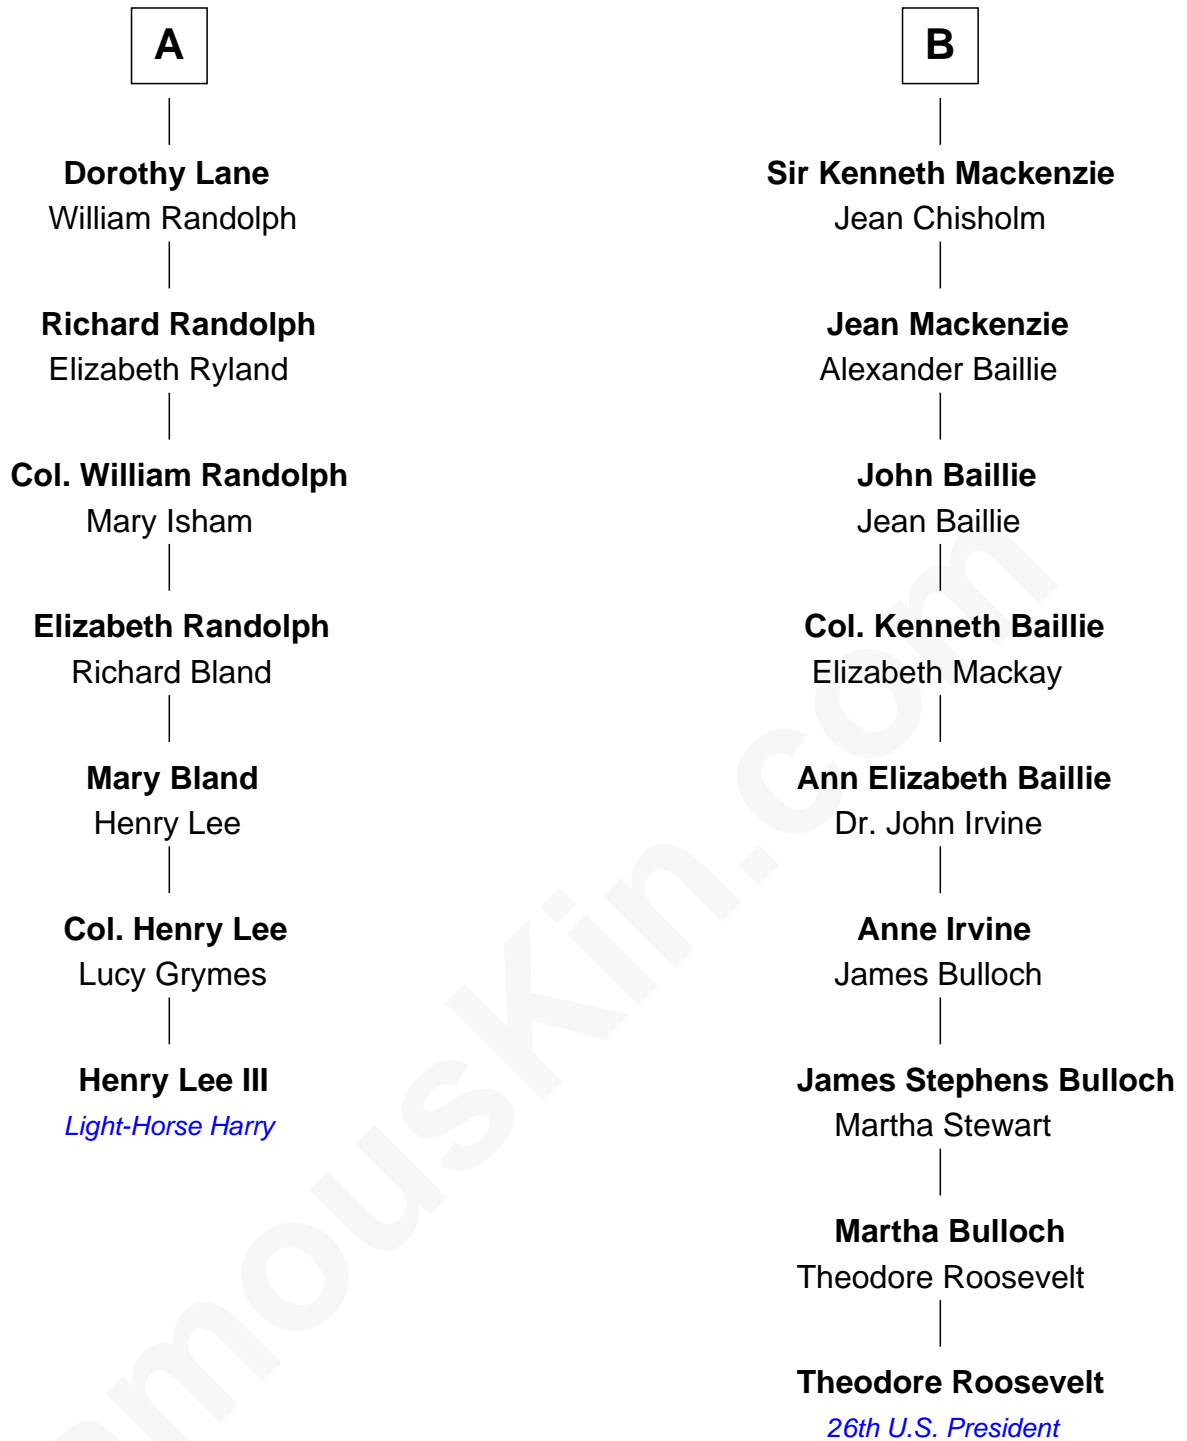 A
Dorothy Lane
William Randolph
Richard Randolph
Elizabeth Ryland
Col. William Randolph
Mary Isham
Elizabeth Randolph
Richard Bland
Mary Bland
Henry Lee
Col. Henry Lee
Lucy Grymes
Henry Lee III
Light-Horse Harry
B
Sir Kenneth Mackenzie
Jean Chisholm
Jean Mackenzie
Alexander Baillie
John Baillie
Jean Baillie
Col. Kenneth Baillie
Elizabeth Mackay
Ann Elizabeth Baillie
Dr. John Irvine
Anne Irvine
James Bulloch
James Stephens Bulloch
Martha Stewart
Martha Bulloch
Theodore Roosevelt
Theodore Roosevelt
26th U.S. President
amousKin.com